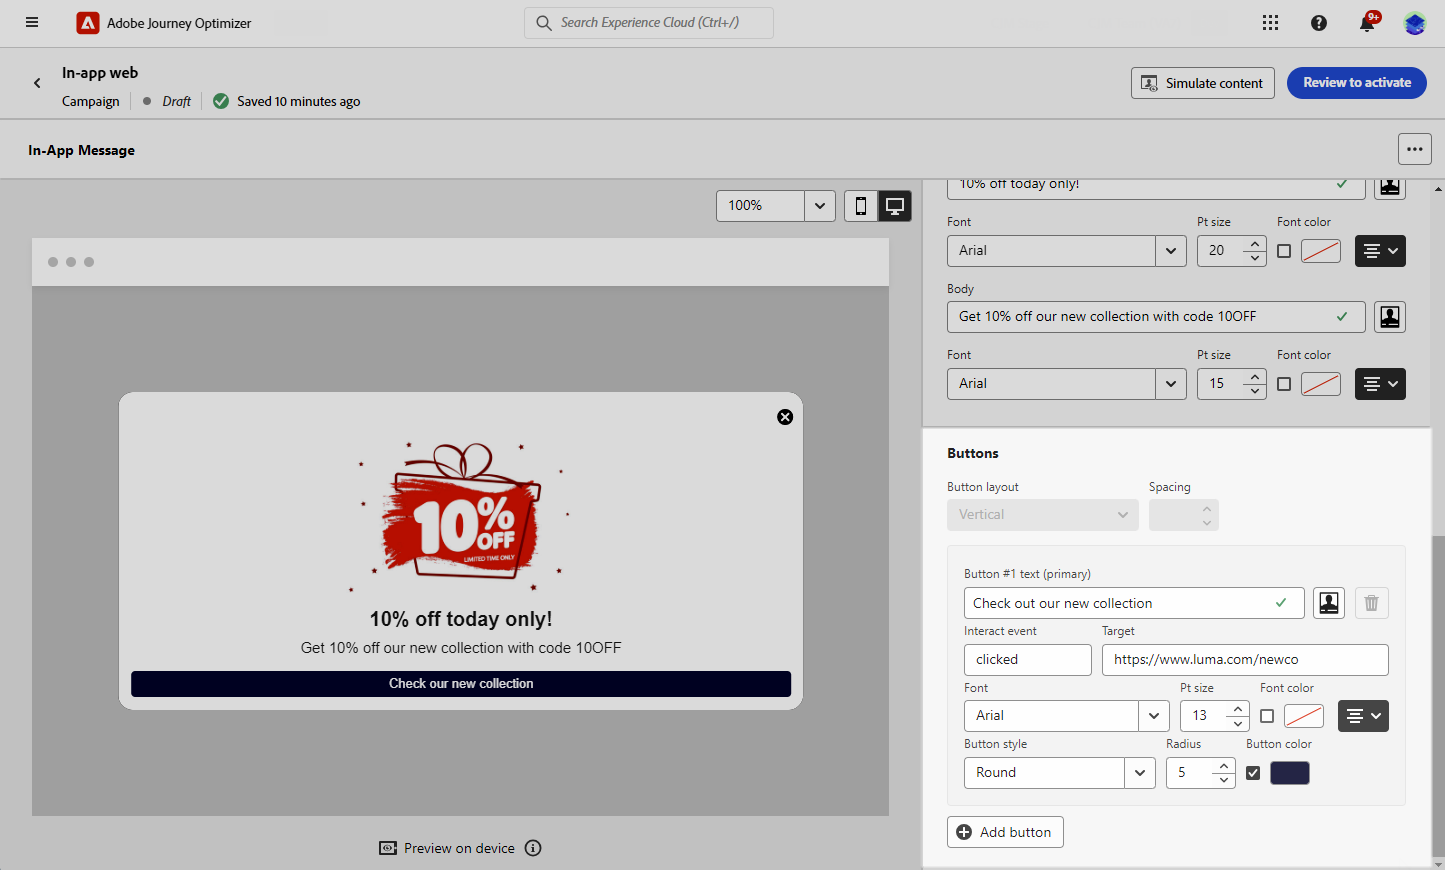 Adobe Journey Optimizer
Search Experience Cloud (Ctrl+/)
9+
In-app web
Campaign
Draft
Saved 10 minutes ago
Simulate content
Review to activate
In-App Message
100%
10% off today only!
Font
Pt size
Font color
Arial
20
Body
Get 10% off our new collection with code 10OFF
Font
Pt size
Font color
Arial
15
10%
OFF
LIMITED TIME ONLY
10% off today only!
Get 10% off our new collection with code 10OFF
Check our new collection
Preview on device
Buttons
Button layout
Spacing
Vertical
Button #1 text (primary)
Check out our new collection
Interact event
Target
clicked
https://www.luma.com/newco
Font
Pt size
Font color
Arial
13
Button style
Radius
Button color
Round
5
Add button